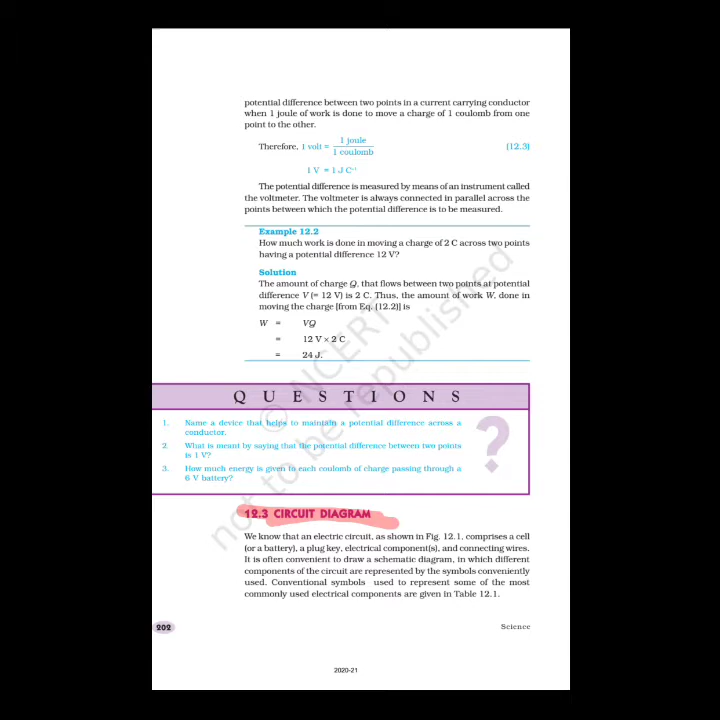 potential difference between two points in a current carrying conductor
when 1 joule of work is done to move a charge of 1 coulomb from one
point to the other.
Therefore, 1 volt = 1 joule / 1 coulomb (12.3)
1 V = 1 J C⁻¹
The potential difference is measured by means of an instrument called
the voltmeter. The voltmeter is always connected in parallel across the
points between which the potential difference is to be measured.
Example 12.2
How much work is done in moving a charge of 2 C across two points
having a potential difference 12 V?
Solution
The amount of charge Q, that flows between two points at potential
difference V (= 12 V) is 2 C. Thus, the amount of work W, done in
moving the charge [from Eq. (12.2)] is
W = VQ
= 12 V × 2 C
= 24 J.
QUESTIONS
?
1. Name a device that helps to maintain a potential difference across a
conductor.
2. What is meant by saying that the potential difference between two points
is 1 V?
3. How much energy is given to each coulomb of charge passing through a
6 V battery?
12.3 CIRCUIT DIAGRAM
We know that an electric circuit, as shown in Fig. 12.1, comprises a cell
(or a battery), a plug key, electrical component(s), and connecting wires.
It is often convenient to draw a schematic diagram, in which different
components of the circuit are represented by the symbols conveniently
used. Conventional symbols used to represent some of the most
commonly used electrical components are given in Table 12.1.
202 Science
2020-21
© NCERT
not to be republished